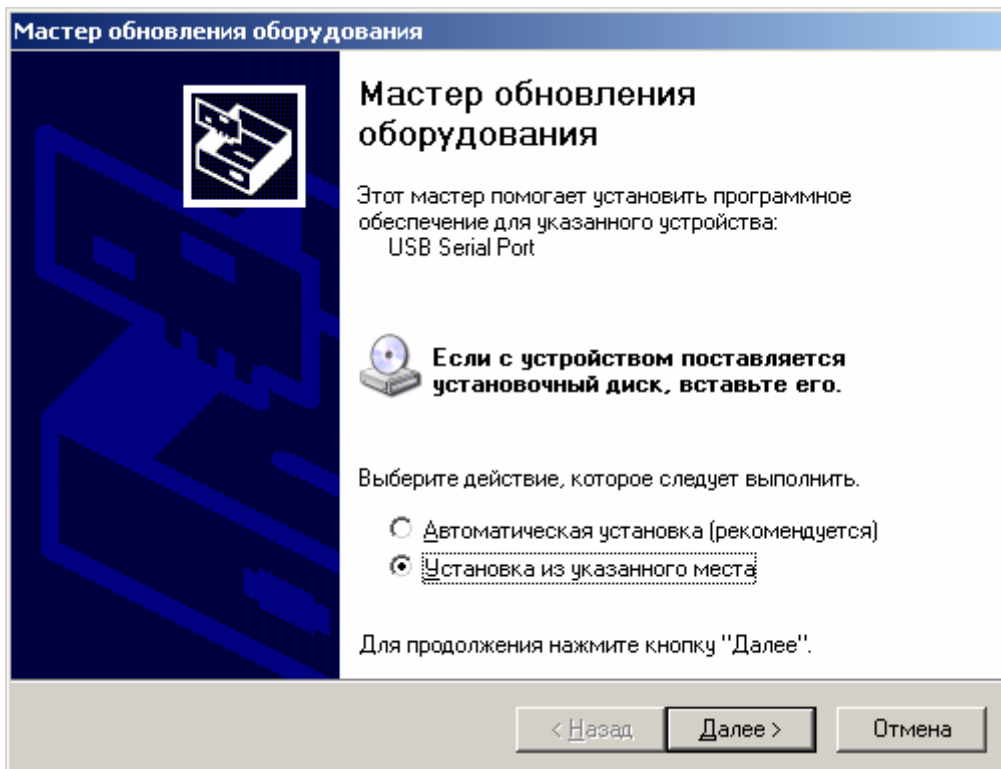 Мастер обновления оборудования
Мастер обновления
оборудования
Этот мастер помогает установить программное
обеспечение для указанного устройства:
USB Serial Port
Если с устройством поставляется
установочный диск, вставьте его.
Выберите действие, которое следует выполнить.
Автоматическая установка (рекомендуется)
Установка из указанного места
Для продолжения нажмите кнопку "Далее".
< Назад Далее > Отмена